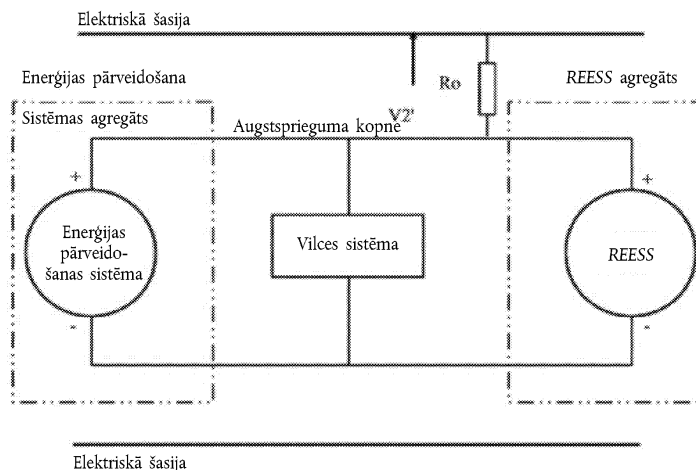 Elektriskā šasija
Enerģijas pārveidošana
Ro
REESS agregāts
V2'
Sistēmas agregāts
Augstsprieguma kopne
+
+
Enerģijas
pārveido-
šanas sistēma
Vilces sistēma
REESS
-
-
Elektriskā šasija